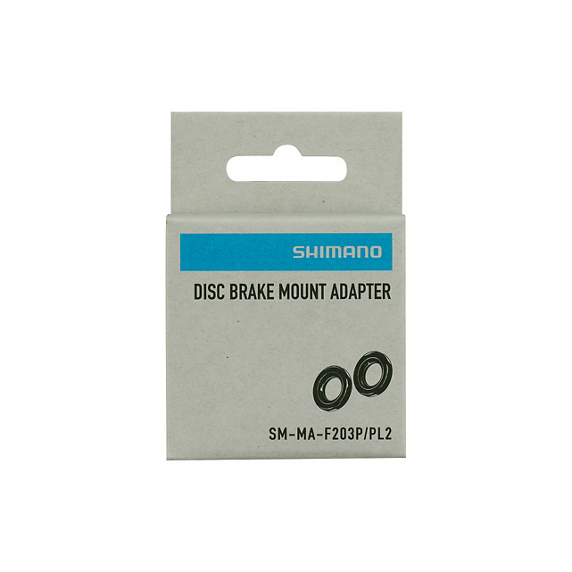 SHIMANO
DISC BRAKE MOUNT ADAPTER
SM-MA-F203P/PL2